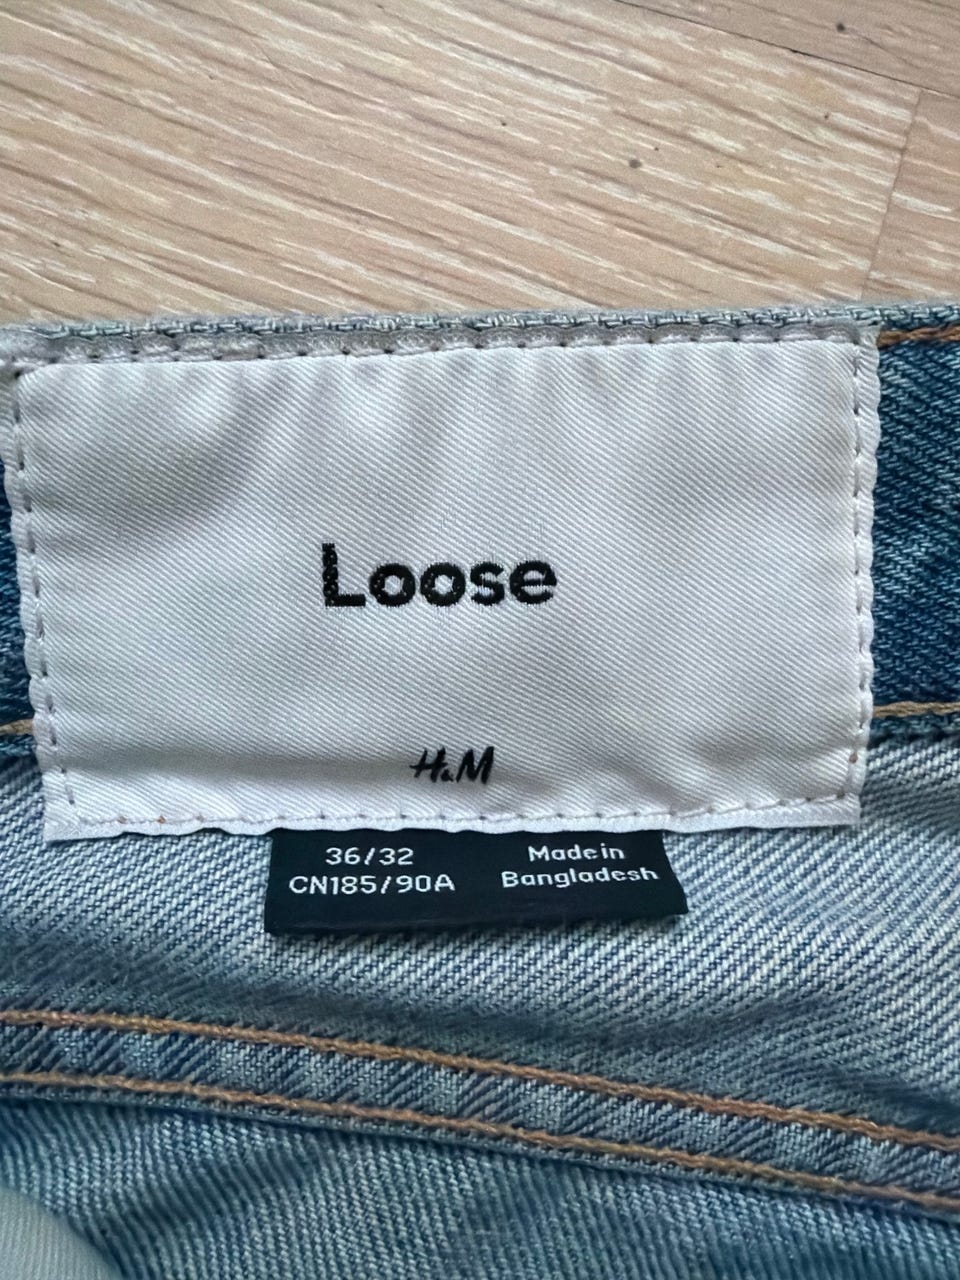 Loose
H&M
36/32
CN185/90A
Made in
Bangladesh